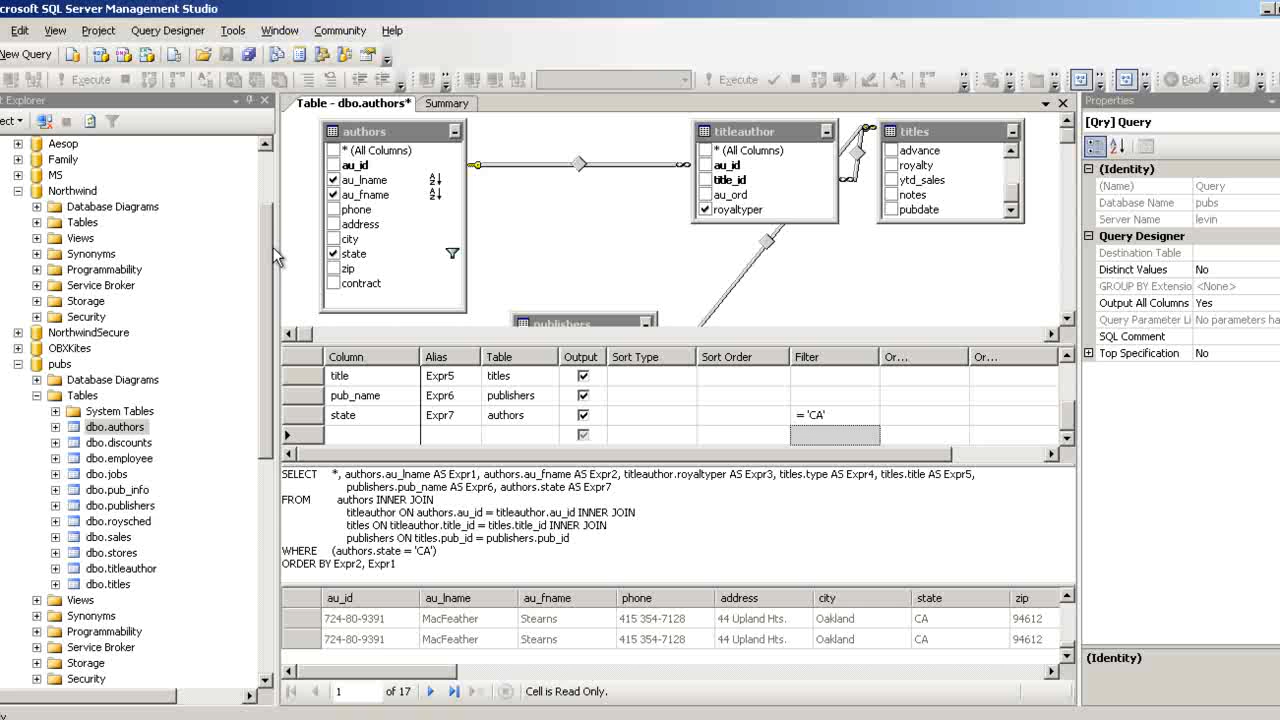 crosoft SQL Server Management Studio
Edit View Project Query Designer Tools Window Community Help
New Query
Execute Execute Back
t Explorer
ect
Aesop
Family
MS
Northwind
Database Diagrams
Tables
Views
Synonyms
Programmability
Service Broker
Storage
Security
NorthwindSecure
OBXKites
pubs
Database Diagrams
Tables
System Tables
dbo.authors
dbo.discounts
dbo.employee
dbo.jobs
dbo.pub_info
dbo.publishers
dbo.roysched
dbo.sales
dbo.stores
dbo.titleauthor
dbo.titles
Views
Synonyms
Programmability
Service Broker
Storage
Security
Table - dbo.authors* Summary
authors
* (All Columns)
au_id
au_lname
au_fname
phone
address
city
state
zip
contract
titleauthor
* (All Columns)
au_id
title_id
au_ord
royaltyper
titles
advance
royalty
ytd_sales
notes
pubdate
publishers
Column Alias Table Output Sort Type Sort Order Filter Or... Or...
title Expr5 titles
pub_name Expr6 publishers
state Expr7 authors = 'CA'
SELECT *, authors.au_lname AS Expr1, authors.au_fname AS Expr2, titleauthor.royaltyper AS Expr3, titles.type AS Expr4, titles.title AS Expr5,
publishers.pub_name AS Expr6, authors.state AS Expr7
FROM authors INNER JOIN
titleauthor ON authors.au_id = titleauthor.au_id INNER JOIN
titles ON titleauthor.title_id = titles.title_id INNER JOIN
publishers ON titles.pub_id = publishers.pub_id
WHERE (authors.state = 'CA')
ORDER BY Expr2, Expr1
au_id au_lname au_fname phone address city state zip
724-80-9391 MacFeather Stearns 415 354-7128 44 Upland Hts. Oakland CA 94612
724-80-9391 MacFeather Stearns 415 354-7128 44 Upland Hts. Oakland CA 94612
1 of 17 Cell is Read Only.
Properties
[Qry] Query
(Identity)
(Name) Query
Database Name pubs
Server Name levin
Query Designer
Destination Table
Distinct Values No
GROUP BY Extensio <None>
Output All Columns Yes
Query Parameter Li No parameters ha
SQL Comment
Top Specification No
(Identity)